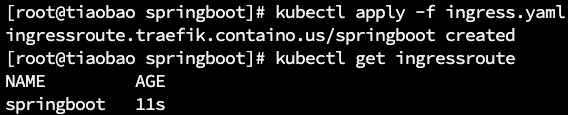 [root@tiaobao springboot]# kubectl apply -f ingress.yaml
ingressroute.traefik.containo.us/springboot created
[root@tiaobao springboot]# kubectl get ingressroute
NAME         AGE
springboot   11s